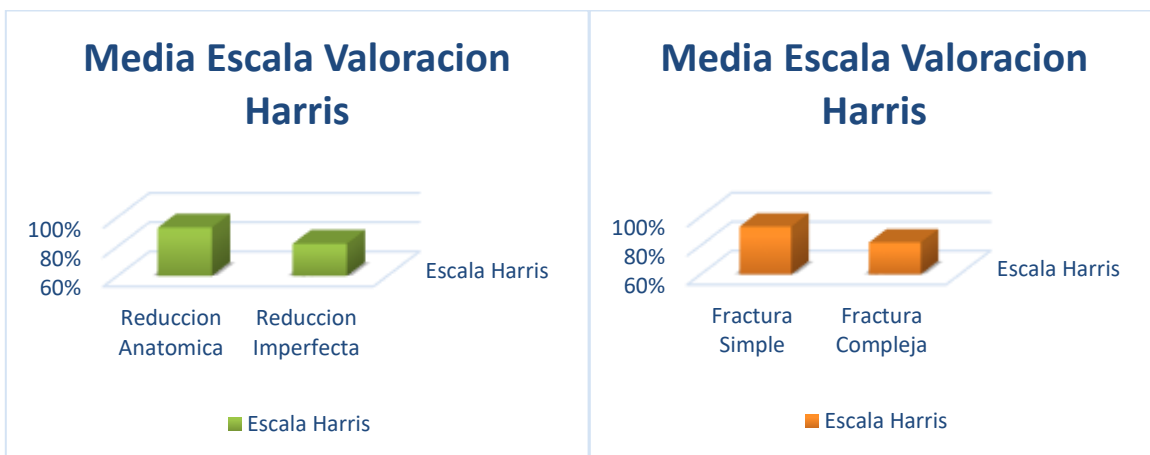 Media Escala Valoracion
Harris
100%
80%
60%
Escala Harris
Reduccion
Anatomica
Reduccion
Imperfecta
Escala Harris
Media Escala Valoracion
Harris
100%
80%
60%
Escala Harris
Fractura
Simple
Fractura
Compleja
Escala Harris